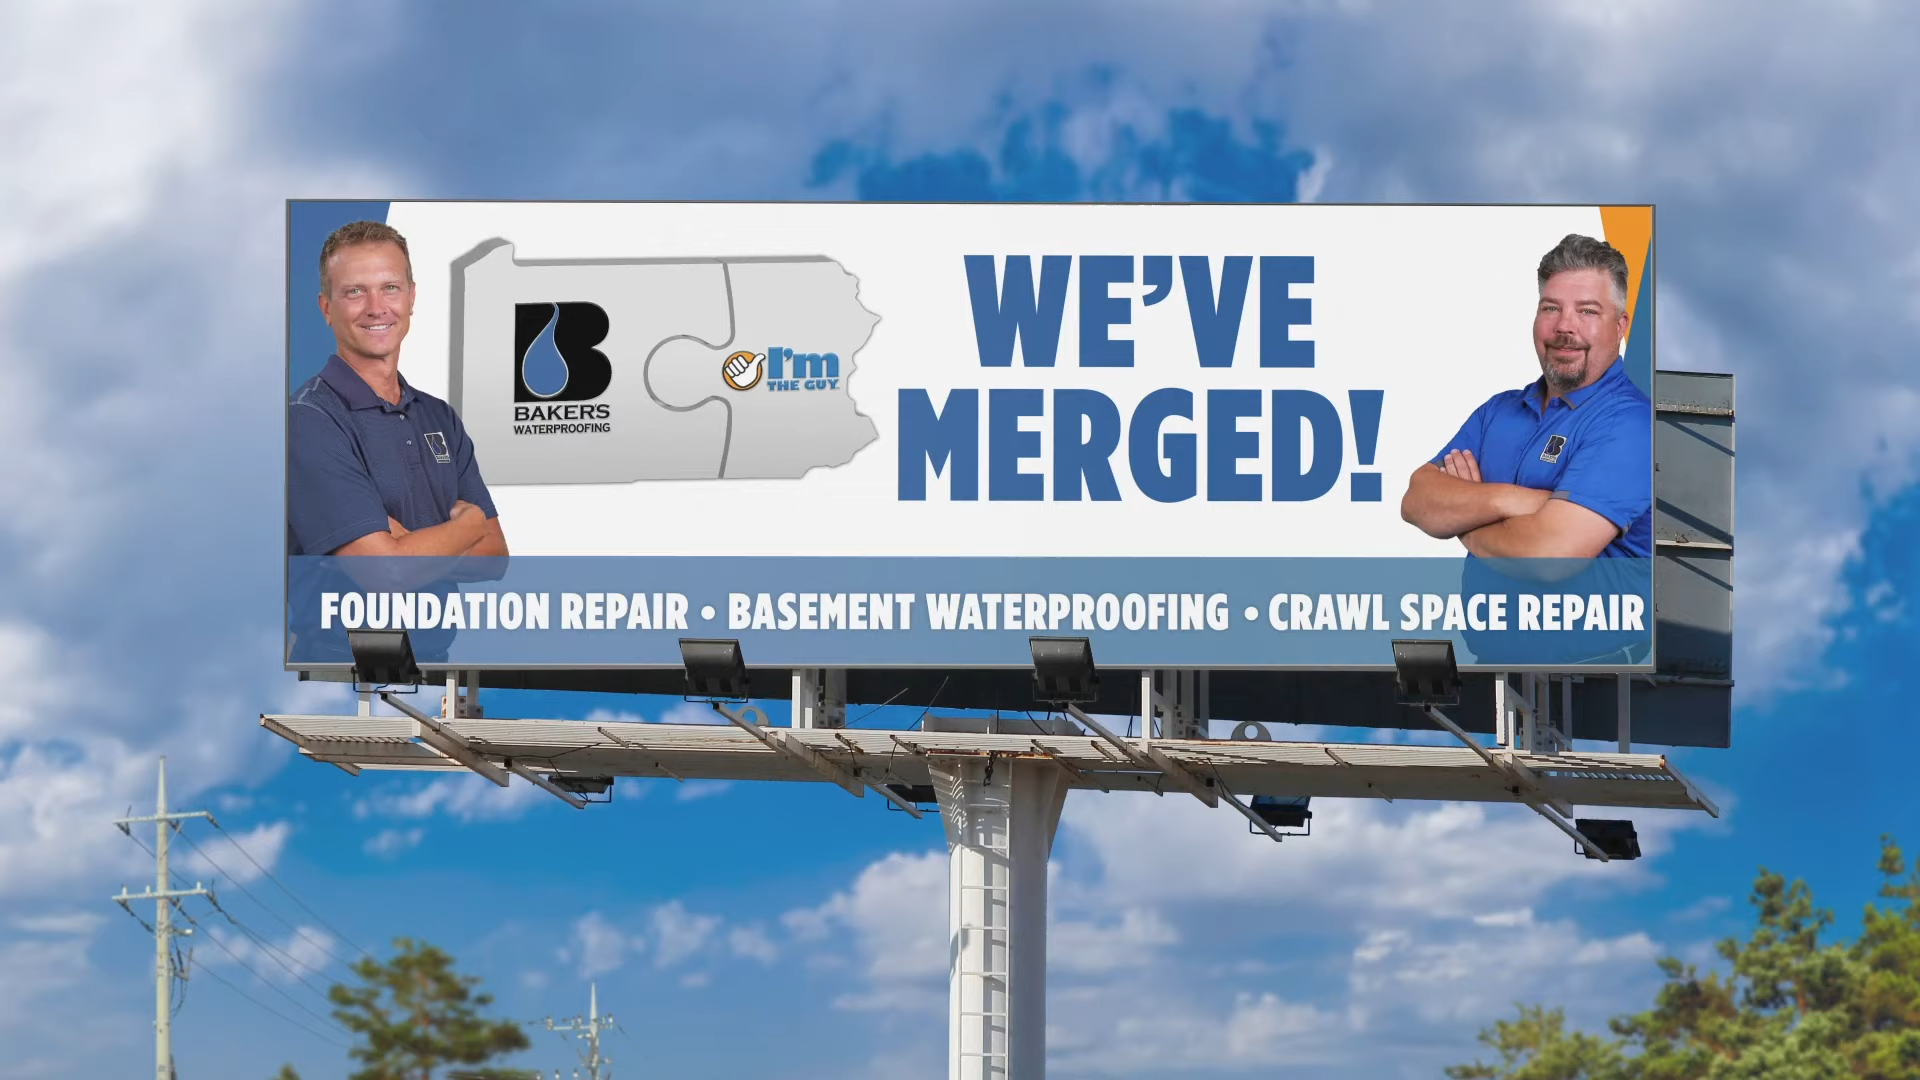 BAKER'S
WATERPROOFING
I'm
THE GUY
WE'VE
MERGED!
FOUNDATION REPAIR • BASEMENT WATERPROOFING • CRAWL SPACE REPAIR